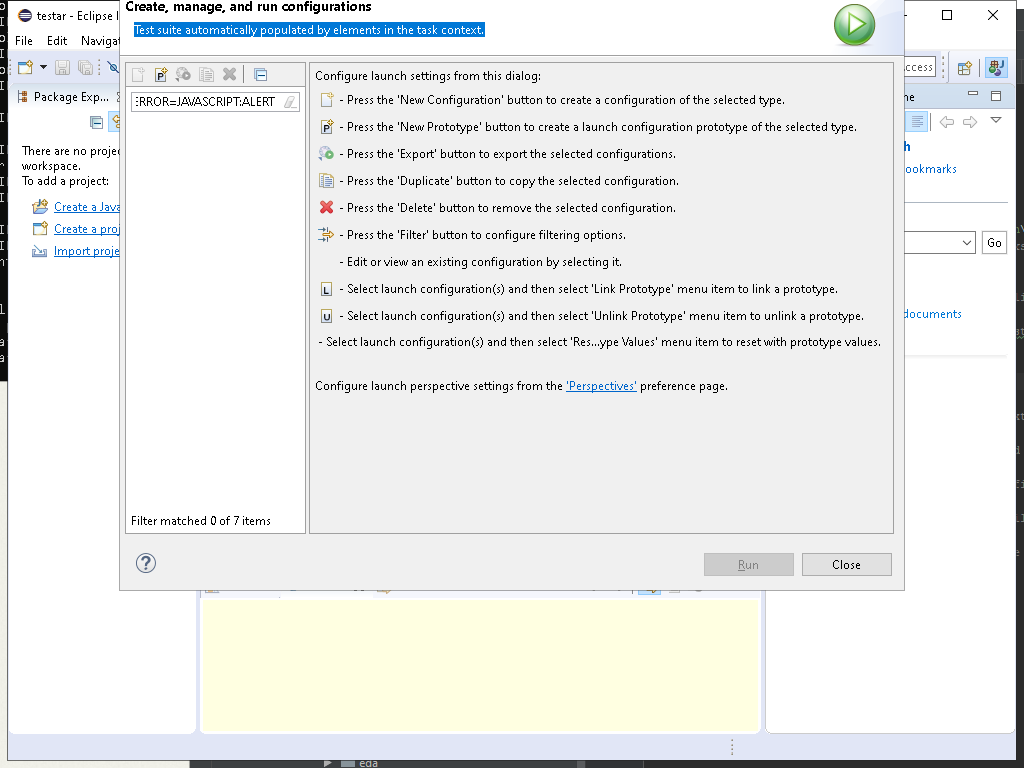 testar - Eclipse I
Create, manage, and run configurations
Test suite automatically populated by elements in the task context.
File Edit Navigat
ccess
Package Exp...
ne
There are no projec
workspace.
To add a project:
Create a Java
Create a proj
Import proje
ERROR=JAVASCRIPT:ALERT
Filter matched 0 of 7 items
Configure launch settings from this dialog:
- Press the 'New Configuration' button to create a configuration of the selected type.
- Press the 'New Prototype' button to create a launch configuration prototype of the selected type.
- Press the 'Export' button to export the selected configurations.
- Press the 'Duplicate' button to copy the selected configuration.
- Press the 'Delete' button to remove the selected configuration.
- Press the 'Filter' button to configure filtering options.
- Edit or view an existing configuration by selecting it.
L - Select launch configuration(s) and then select 'Link Prototype' menu item to link a prototype.
U - Select launch configuration(s) and then select 'Unlink Prototype' menu item to unlink a prototype.
- Select launch configuration(s) and then select 'Res...ype Values' menu item to reset with prototype values.
Configure launch perspective settings from the 'Perspectives' preference page.
h
ookmarks
Go
documents
Run
Close
eda